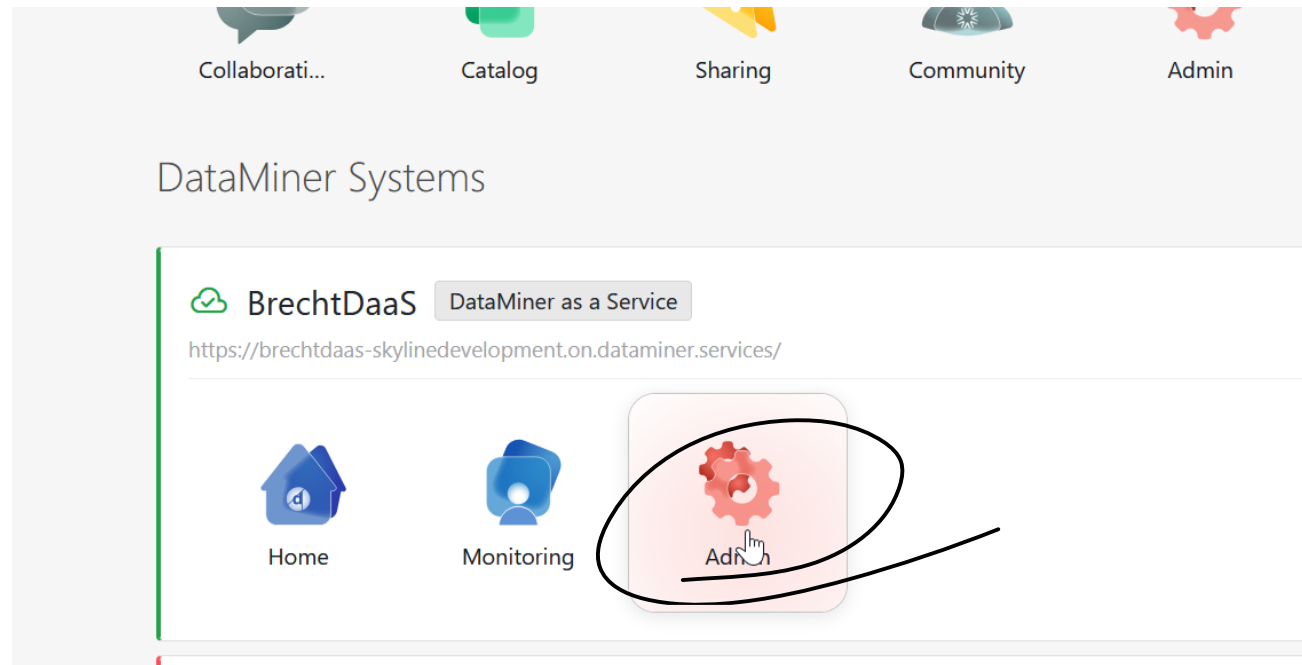 Collaborati... Catalog Sharing Community Admin
DataMiner Systems
BrechtDaaS DataMiner as a Service
https://brechtdaas-skylinedevelopment.on.dataminer.services/
Home Monitoring Admin